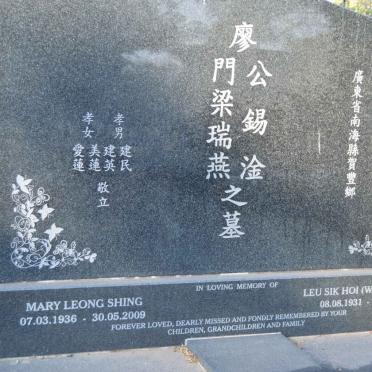 廣東省南海縣賀豐鄉
廖公錫淦
門梁瑞燕之墓
孝男 建民
建英
孝女 美蓮 敬立
愛蓮
IN LOVING MEMORY OF
MARY LEONG SHING
07.03.1936 - 30.05.2009
LEU SIK HOI (W
08.08.1931 -
FOREVER LOVED, DEARLY MISSED AND FONDLY REMEMBERED BY YOUR
CHILDREN, GRANDCHILDREN AND FAMILY